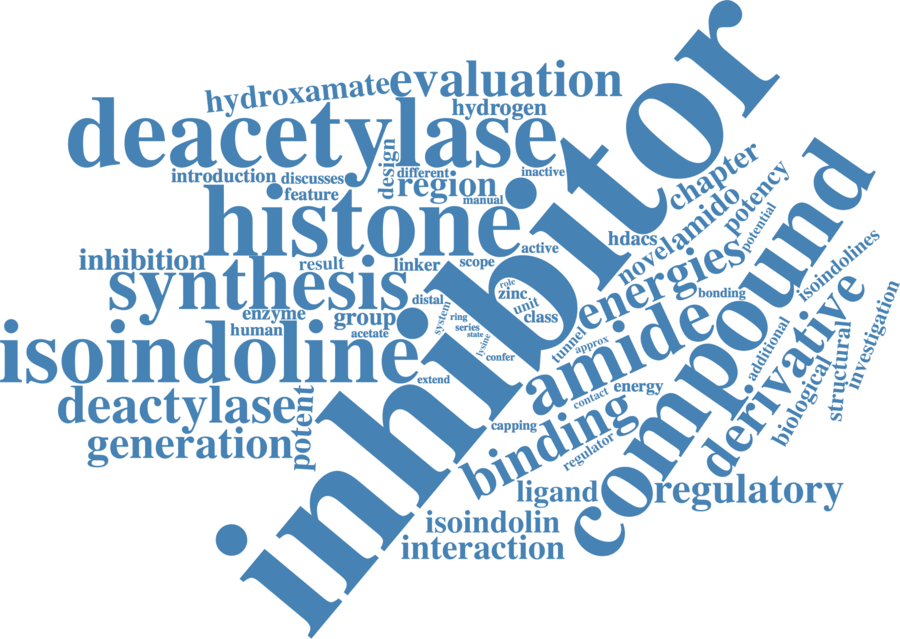 inhibitor
compound
deacetylase
histone
isoindoline
synthesis
amide
evaluation
hydroxamate
hydrogen
introduction
discusses
feature
design
different
inactive
region
manual
active
inhibition
result
linker
scope
enzyme
group
distal
human
acetate
system
ring
series
state
lysine
confer
extend
role
zinc
unit
class
deactylase
potent
generation
chapter
hdacs
novel
amido
potency
potential
energies
bonding
tunnel
approx
contact
energy
capping
binding
regulator
ligand
isoindolin
interaction
regulatory
derivative
isoindolines
additional
biological
structural
investigation